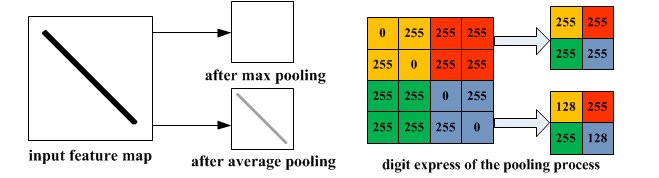 input feature map
after max pooling
after average pooling
0 255 255 255
255 0 255 255
255 255 0 255
255 255 255 0
255 255
255 255
128 255
255 128
digit express of the pooling process